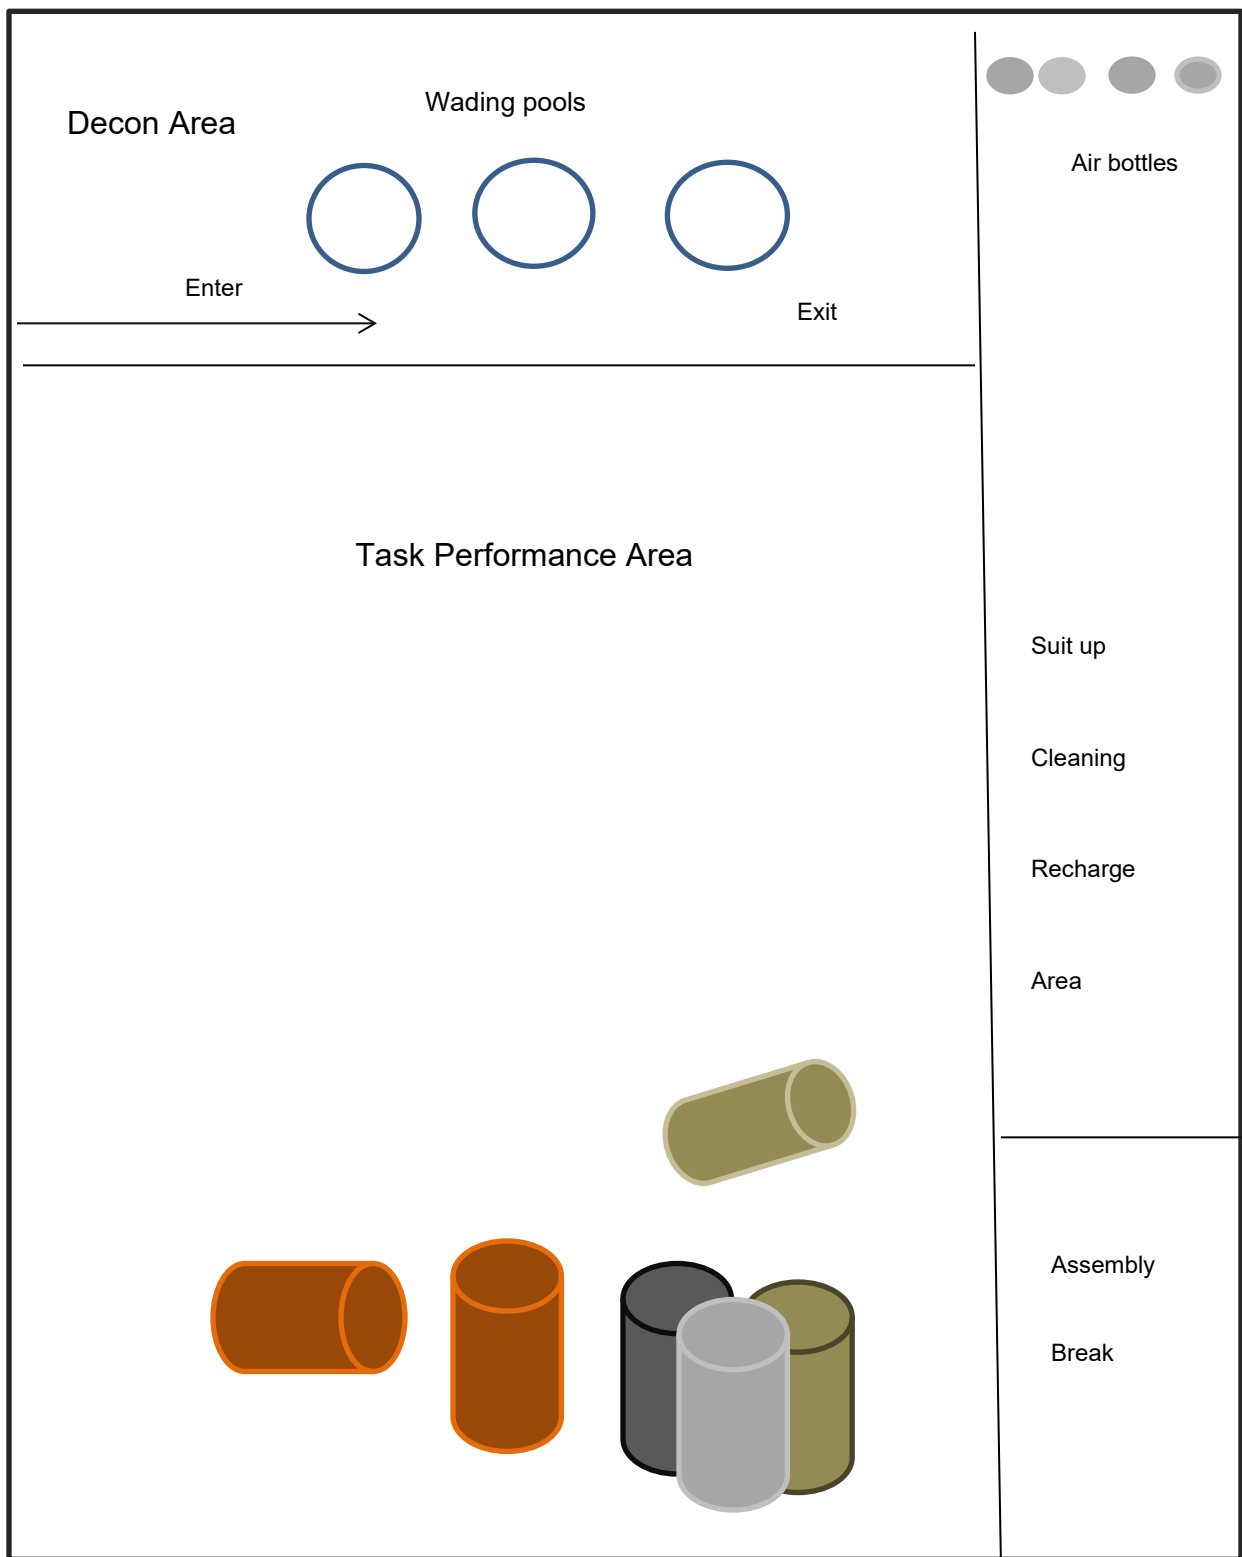 Decon Area
Wading pools
Enter
Exit
Air bottles
Task Performance Area
Suit up
Cleaning
Recharge
Area
Assembly
Break